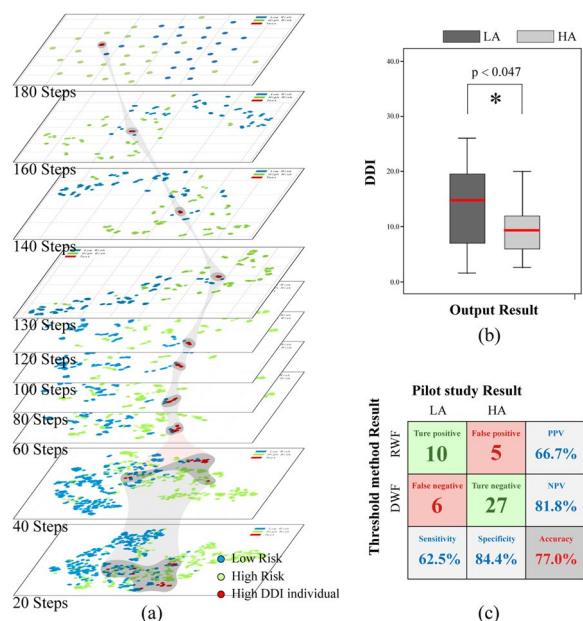 180 Steps
160 Steps
140 Steps
130 Steps
120 Steps
100 Steps
80 Steps
60 Steps
40 Steps
20 Steps
Low Risk
High Risk
High DDI individual
(a)
LA HA
p < 0.047
*
DDI
40.0
20.0
10.0
0.0
Output Result
(b)
Pilot study Result
LA HA
Threshold method Result
RWF
DWF
Ture positive
10
False positive
5
PPV
66.7%
False negative
6
Ture negative
27
NPV
81.8%
Sensitivity
62.5%
Specificity
84.4%
Accuracy
77.0%
(c)